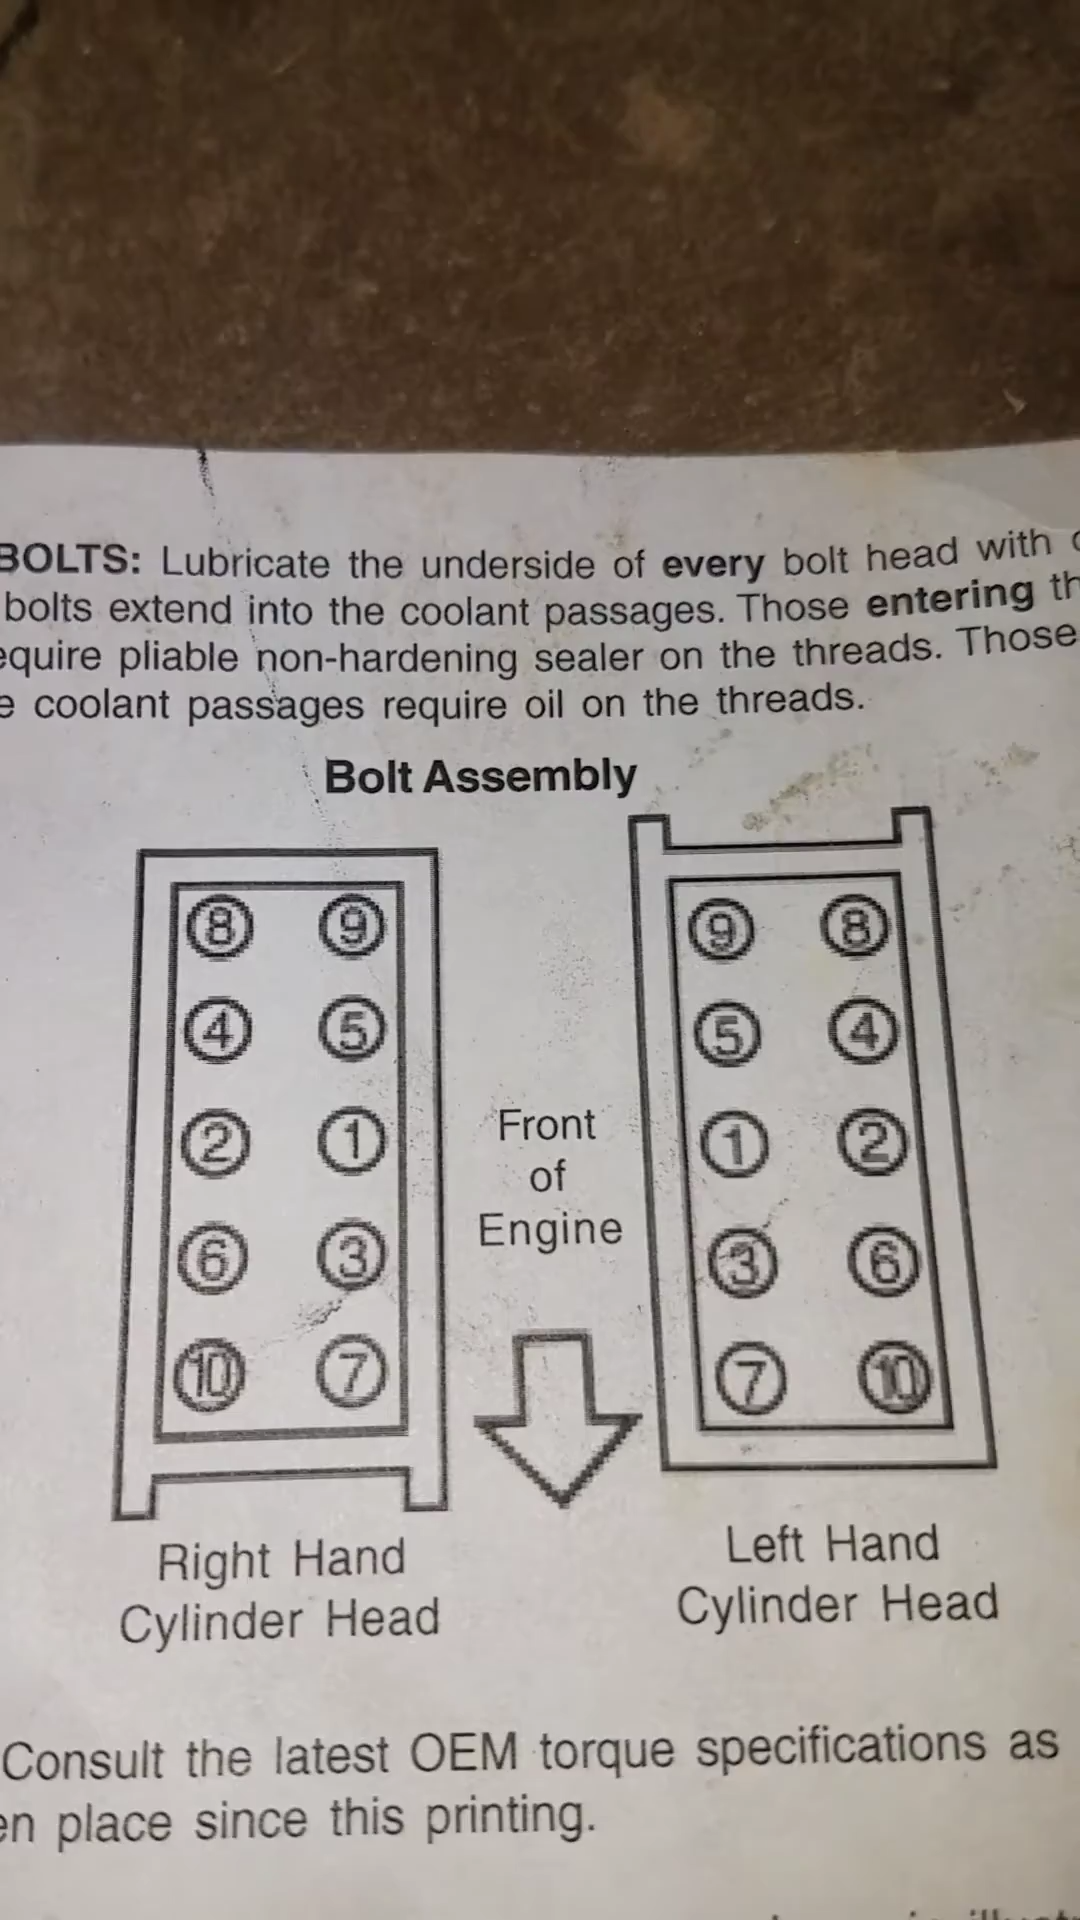 BOLTS: Lubricate the underside of every bolt head with
bolts extend into the coolant passages. Those entering
equire pliable non-hardening sealer on the threads. Those
e coolant passages require oil on the threads.
Bolt Assembly
8 9
4 5
2 1
6 3
10 7
Right Hand
Cylinder Head
Front
of
Engine
9 8
5 4
1 2
3 6
7 10
Left Hand
Cylinder Head
Consult the latest OEM torque specifications as
en place since this printing.